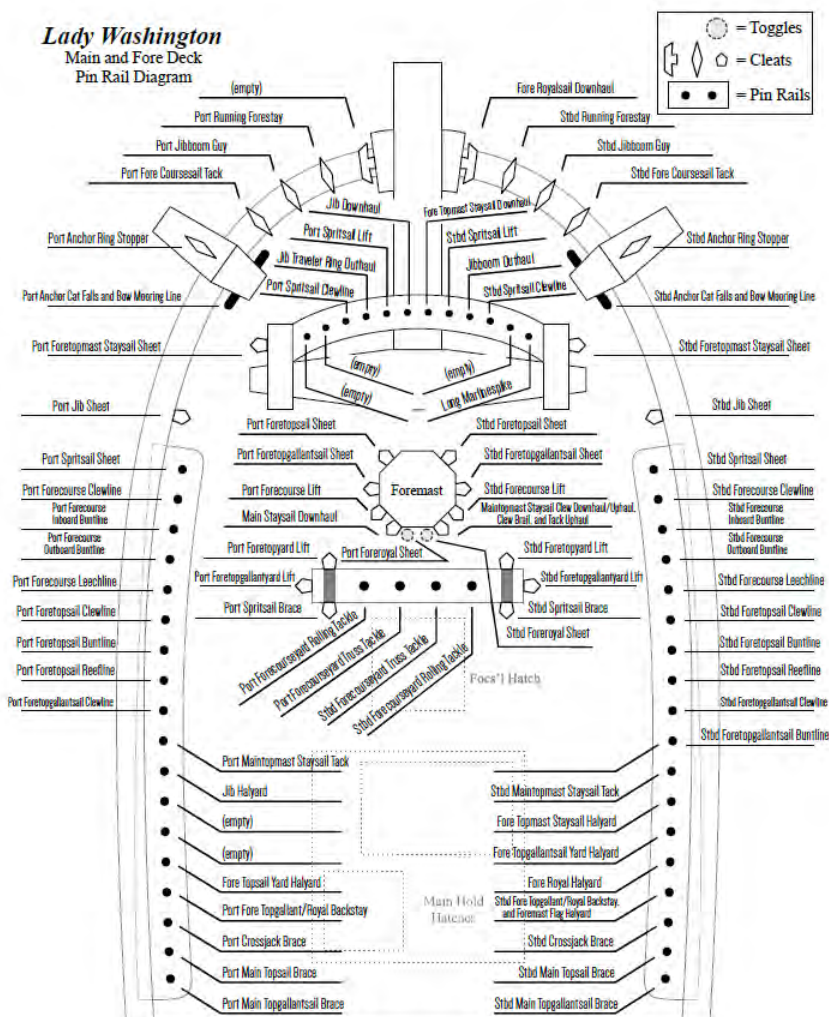 Lady Washington
Main and Fore Deck
Pin Rail Diagram
= Toggles
= Cleats
= Pin Rails
(empty)
Fore Royalsail Downhaul
Port Running Forestay
Stbd Running Forestay
Port Jibboom Guy
Stbd Jibboom Guy
Port Fore Coursesail Tack
Stbd Fore Coursesail Tack
Jib Downhaul
Fore Topmast Staysail Downhaul
Port Spritsail Lift
Stbd Spritsail Lift
Port Anchor Ring Stopper
Stbd Anchor Ring Stopper
Jib Traveler Ring Outhaul
Jibboom Outhaul
Port Spritsail Clewline
Stbd Spritsail Clewline
Port Anchor Cat Falls and Bow Mooring Line
Stbd Anchor Cat Falls and Bow Mooring Line
Port Foretopmast Staysail Sheet
Stbd Foretopmast Staysail Sheet
(empty)
(empty)
(empty)
Long Marlinespike
Port Jib Sheet
Stbd Jib Sheet
Port Foretopsail Sheet
Stbd Foretopsail Sheet
Port Foretopgallantsail Sheet
Stbd Foretopgallantsail Sheet
Port Spritsail Sheet
Stbd Spritsail Sheet
Port Forecourse Lift
Foremast
Stbd Forecourse Lift
Port Forecourse Clewline
Stbd Forecourse Clewline
Main Staysail Downhaul
Maintopmast Staysail Clew Downhaul/Uphaul,
Clew Brail, and Tack Uphaul
Port Forecourse
Inboard Buntline
Stbd Forecourse
Inboard Buntline
Port Forecourse
Outboard Buntline
Stbd Forecourse
Outboard Buntline
Port Foretopyard Lift
Port Foreroyal Sheet
Stbd Foretopyard Lift
Port Forecourse Leechline
Port Foretopgallantyard Lift
Stbd Foretopgallantyard Lift
Stbd Forecourse Leechline
Port Foretopsail Clewline
Port Spritsail Brace
Stbd Spritsail Brace
Stbd Foretopsail Clewline
Stbd Foreroyal Sheet
Port Foretopsail Buntline
Stbd Foretopsail Buntline
Port Forecourseyard Rolling Tackle
Port Forecourseyard Truss Tackle
Stbd Forecourseyard Truss Tackle
Stbd Fore courseyard Rolling Tackle
Port Foretopsail Reefline
Focs'l Hatch
Stbd Foretopsail Reefline
Port Foretopgallantsail Clewline
Stbd Foretopgallantsail Clewline
Stbd Foretopgallantsail Buntline
Port Maintopmast Staysail Tack
Jib Halyard
Stbd Maintopmast Staysail Tack
(empty)
Fore Topmast Staysail Halyard
(empty)
Fore Topgallantsail Yard Halyard
Fore Topsail Yard Halyard
Fore Royal Halyard
Port Fore Topgallant/Royal Backstay
Main Hold
Hatches
Stbd Fore Topgallant/Royal Backstay,
and Foremast Flag Halyard
Port Crossjack Brace
Stbd Crossjack Brace
Port Main Topsail Brace
Stbd Main Topsail Brace
Port Main Topgallantsail Brace
Stbd Main Topgallantsail Brace